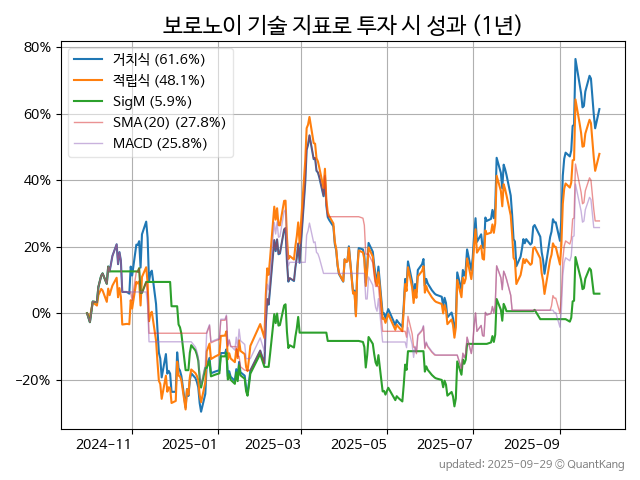 보로노이 기술 지표로 투자 시 성과 (1년)
80%
60%
40%
20%
0%
−20%
거치식 (61.6%)
적립식 (48.1%)
SigM (5.9%)
SMA(20) (27.8%)
MACD (25.8%)
2024-11
2025-01
2025-03
2025-05
2025-07
2025-09
updated: 2025-09-29 © QuantKang